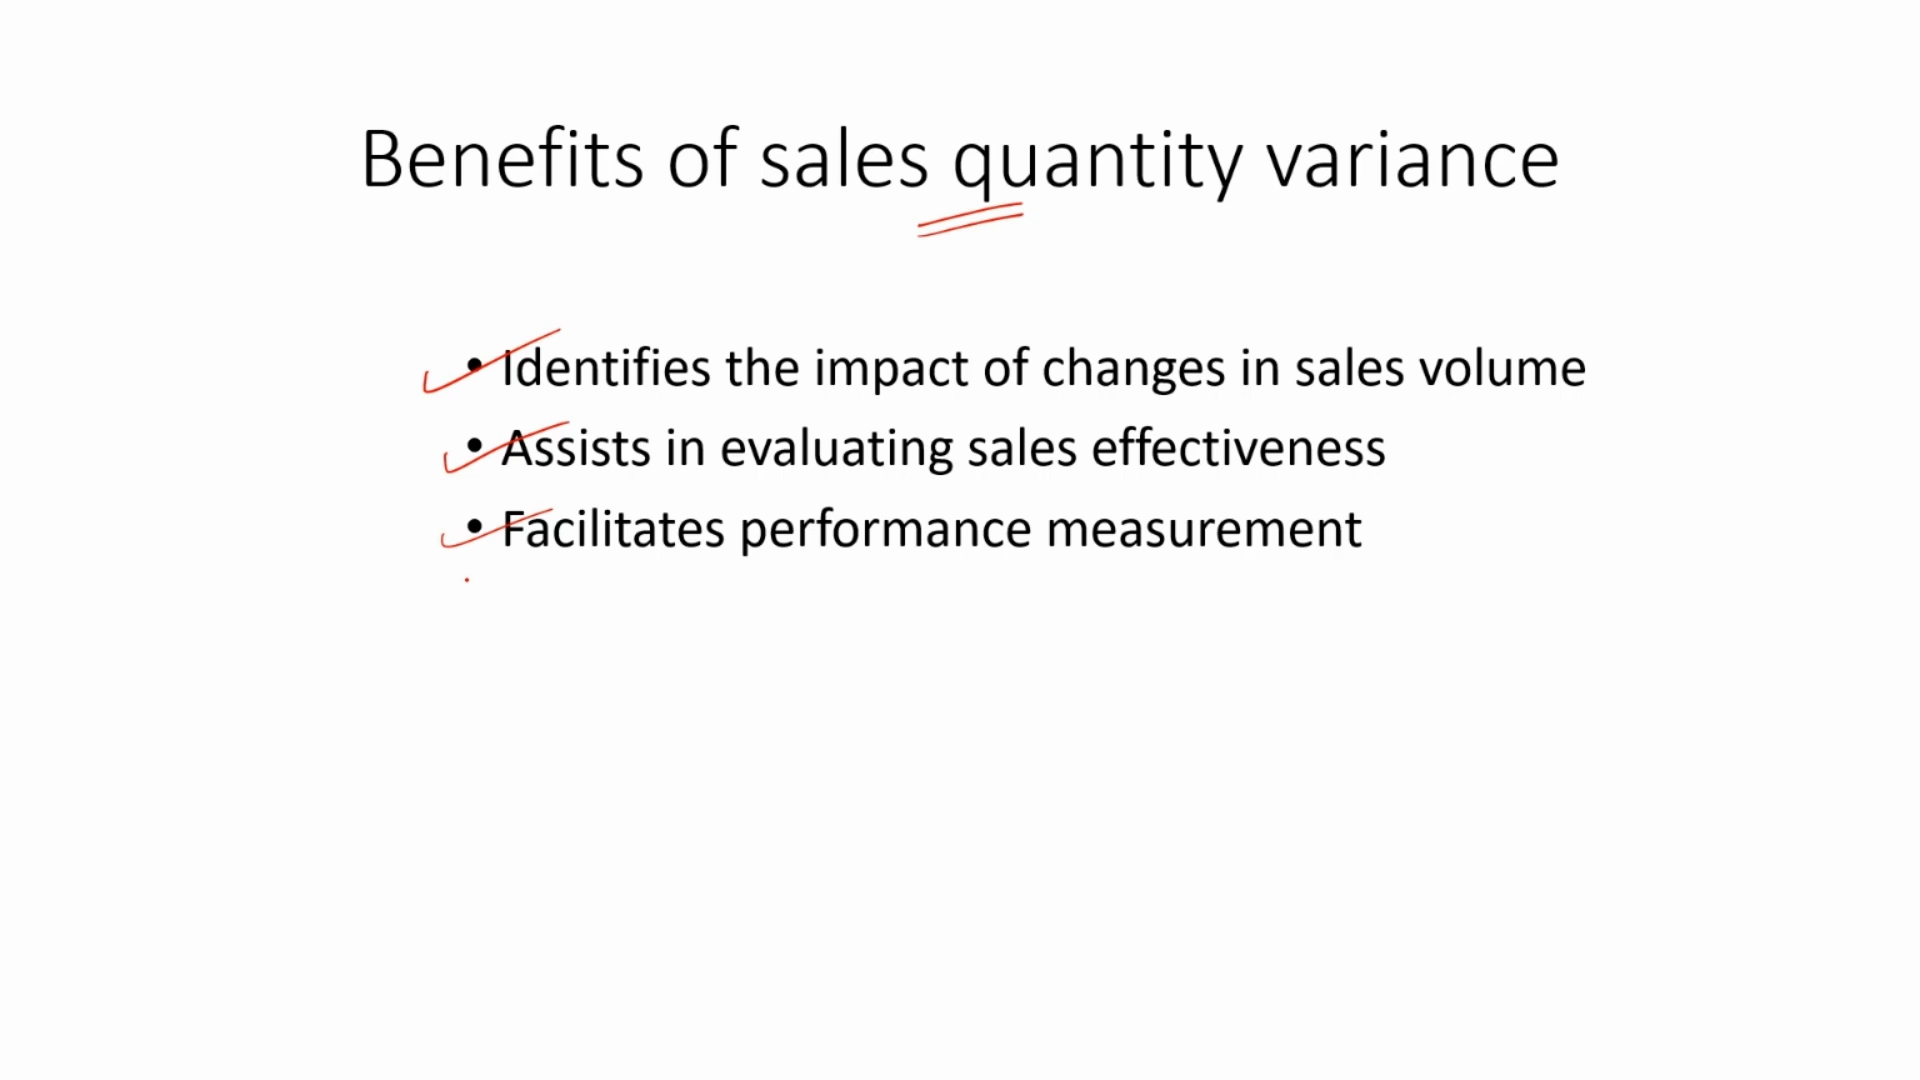 Benefits of sales quantity variance
• Identifies the impact of changes in sales volume
• Assists in evaluating sales effectiveness
• Facilitates performance measurement